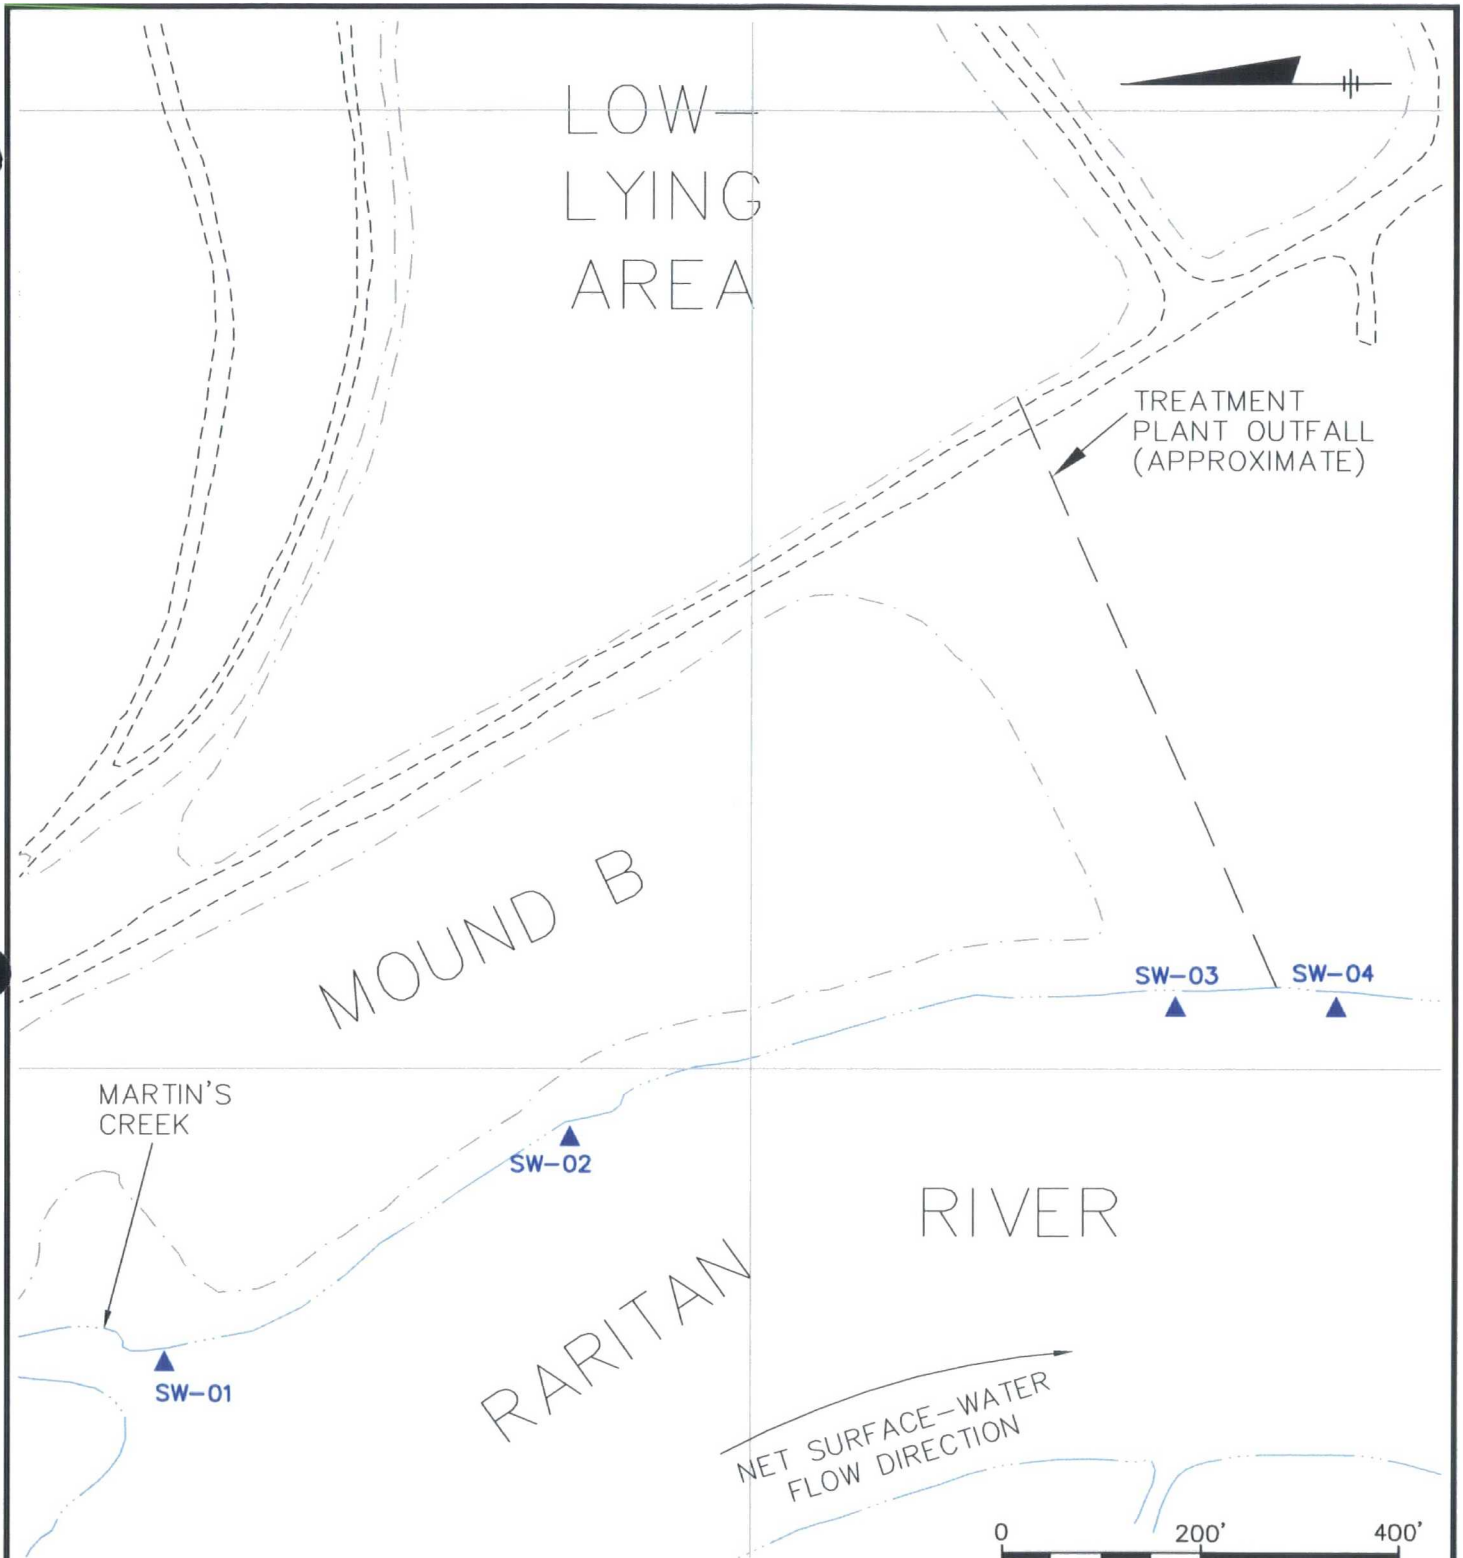 LOW-
LYING
AREA
TREATMENT
PLANT OUTFALL
(APPROXIMATE)
MOUND B
SW-03
SW-04
MARTIN'S
CREEK
SW-02
RIVER
RARITAN
SW-01
NET SURFACE-WATER
FLOW DIRECTION
0 200' 400'